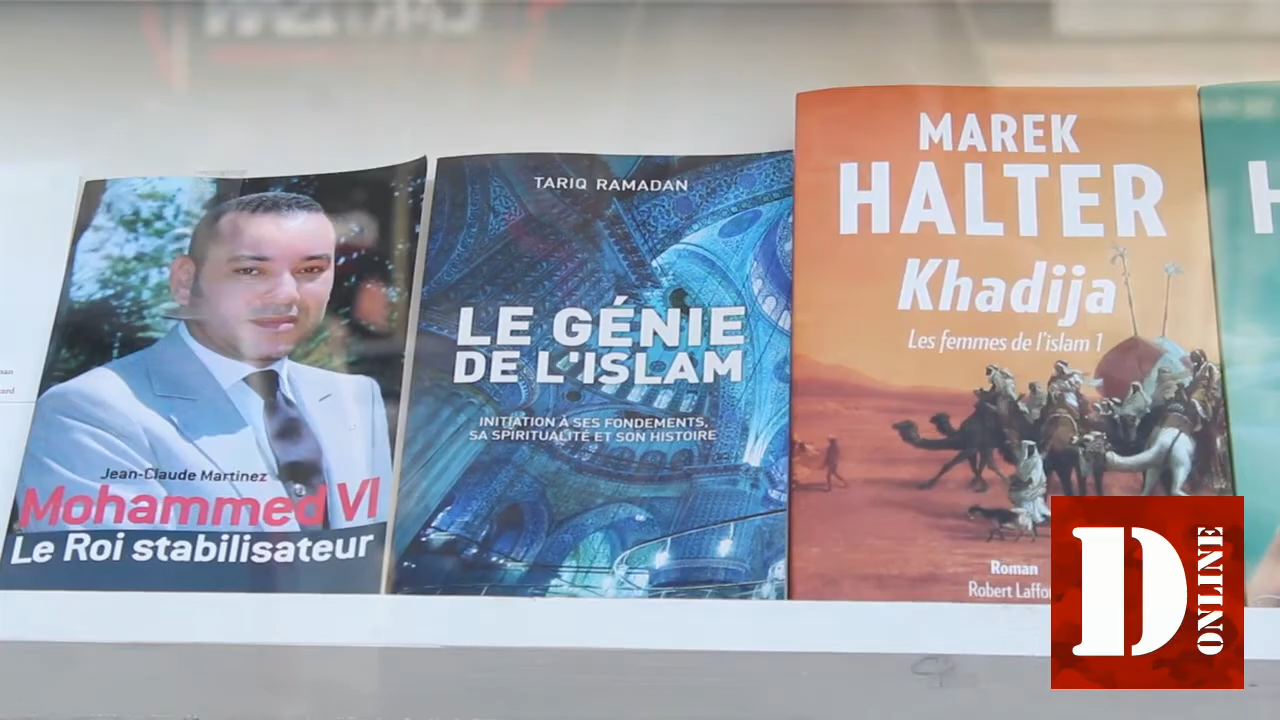 Jean-Claude Martinez
Mohammed VI
Le Roi stabilisateur
TARIQ RAMADAN
LE GÉNIE
DE L'ISLAM
INITIATION À SES FONDEMENTS,
SA SPIRITUALITÉ ET SON HISTOIRE
MAREK
HALTER
Khadija
Les femmes de l'islam 1
Roman
Robert
D
ONLINE